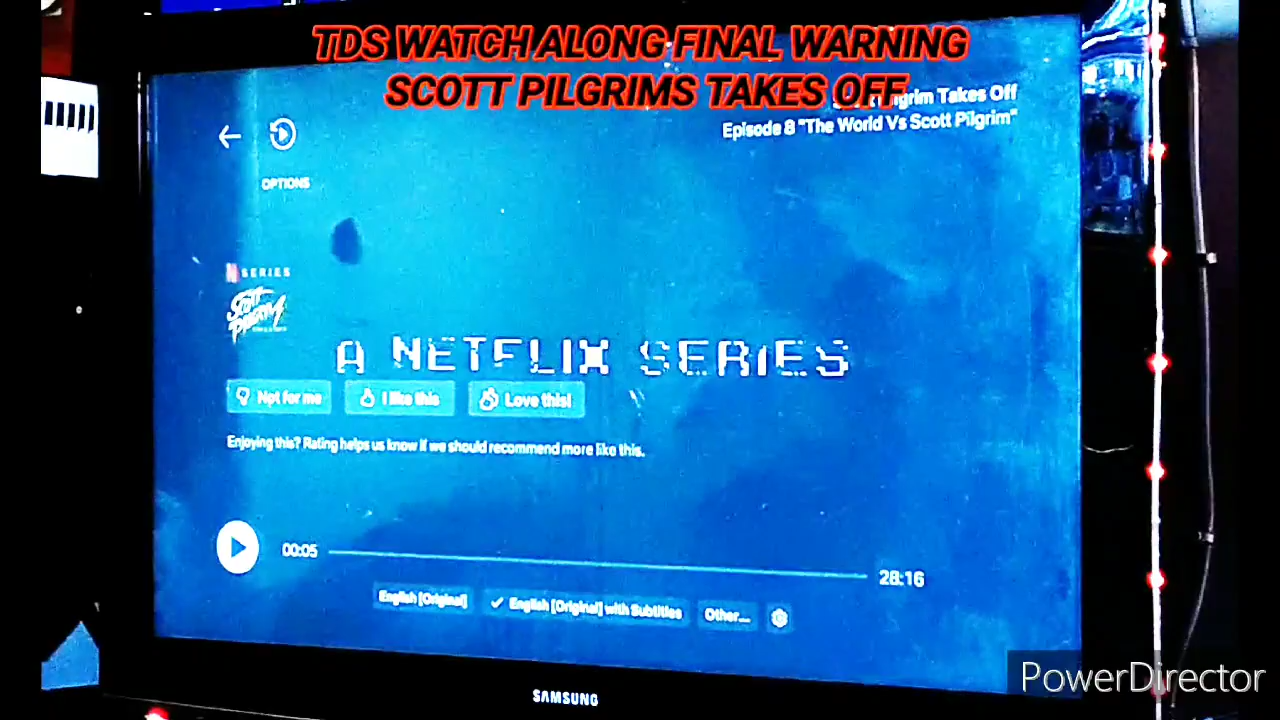 TDS WATCH ALONG FINAL WARNING
SCOTT PILGRIMS TAKES OFF
Takes Off
Episode 8 "The World Vs Scott Pilgrim"
OPTIONS
N SERIES
SCOTT
PILGRIM
A NETFLIX SERIES
Not for me
I like this
Love this!
Enjoying this? Rating helps us know if we should recommend more like this.
00:05
28:16
English [Original]
English [Original] with Subtitles
Other...
SAMSUNG
PowerDirector